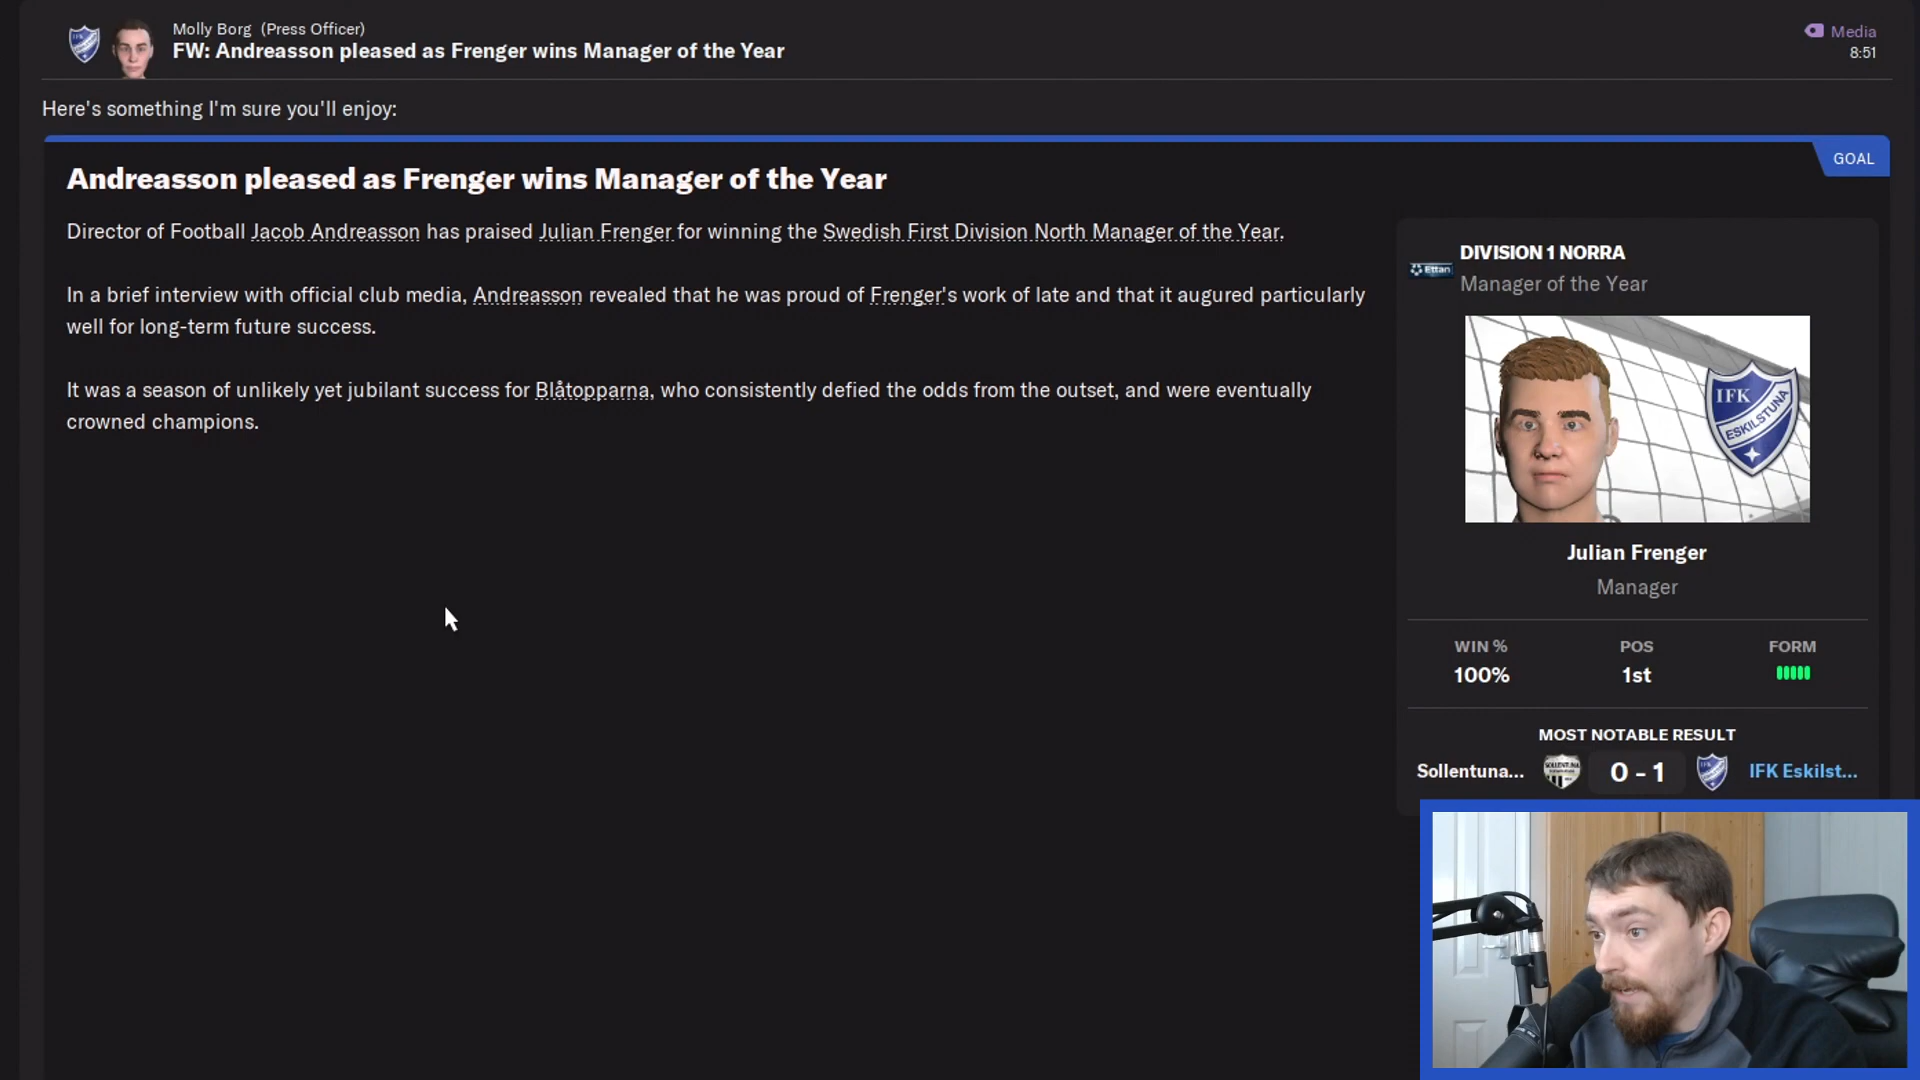 Molly Borg (Press Officer)
FW: Andreasson pleased as Frenger wins Manager of the Year
Media
8:51
Here's something I'm sure you'll enjoy:
GOAL
Andreasson pleased as Frenger wins Manager of the Year
Director of Football Jacob Andreasson has praised Julian Frenger for winning the Swedish First Division North Manager of the Year.
In a brief interview with official club media, Andreasson revealed that he was proud of Frenger's work of late and that it augured particularly
well for long-term future success.
It was a season of unlikely yet jubilant success for Blåtopparna, who consistently defied the odds from the outset, and were eventually
crowned champions.
Ettan
DIVISION 1 NORRA
Manager of the Year
IFK
ESKILSTUNA
Julian Frenger
Manager
WIN % POS FORM
100% 1st
MOST NOTABLE RESULT
Sollentuna... SOLLENTUNA 0 - 1 IFK Eskilst...